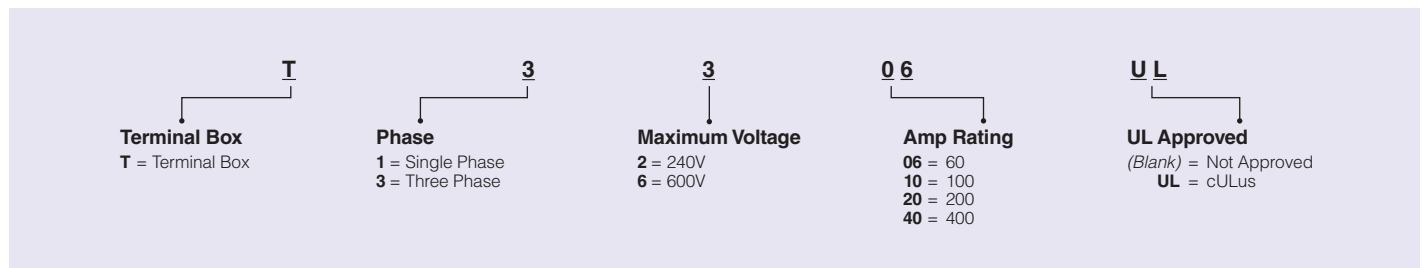 T 3 3 0 6 U L
Terminal Box
T = Terminal Box
Phase
1 = Single Phase
3 = Three Phase
Maximum Voltage
2 = 240V
6 = 600V
Amp Rating
06 = 60
10 = 100
20 = 200
40 = 400
UL Approved
(Blank) = Not Approved
UL = cULus